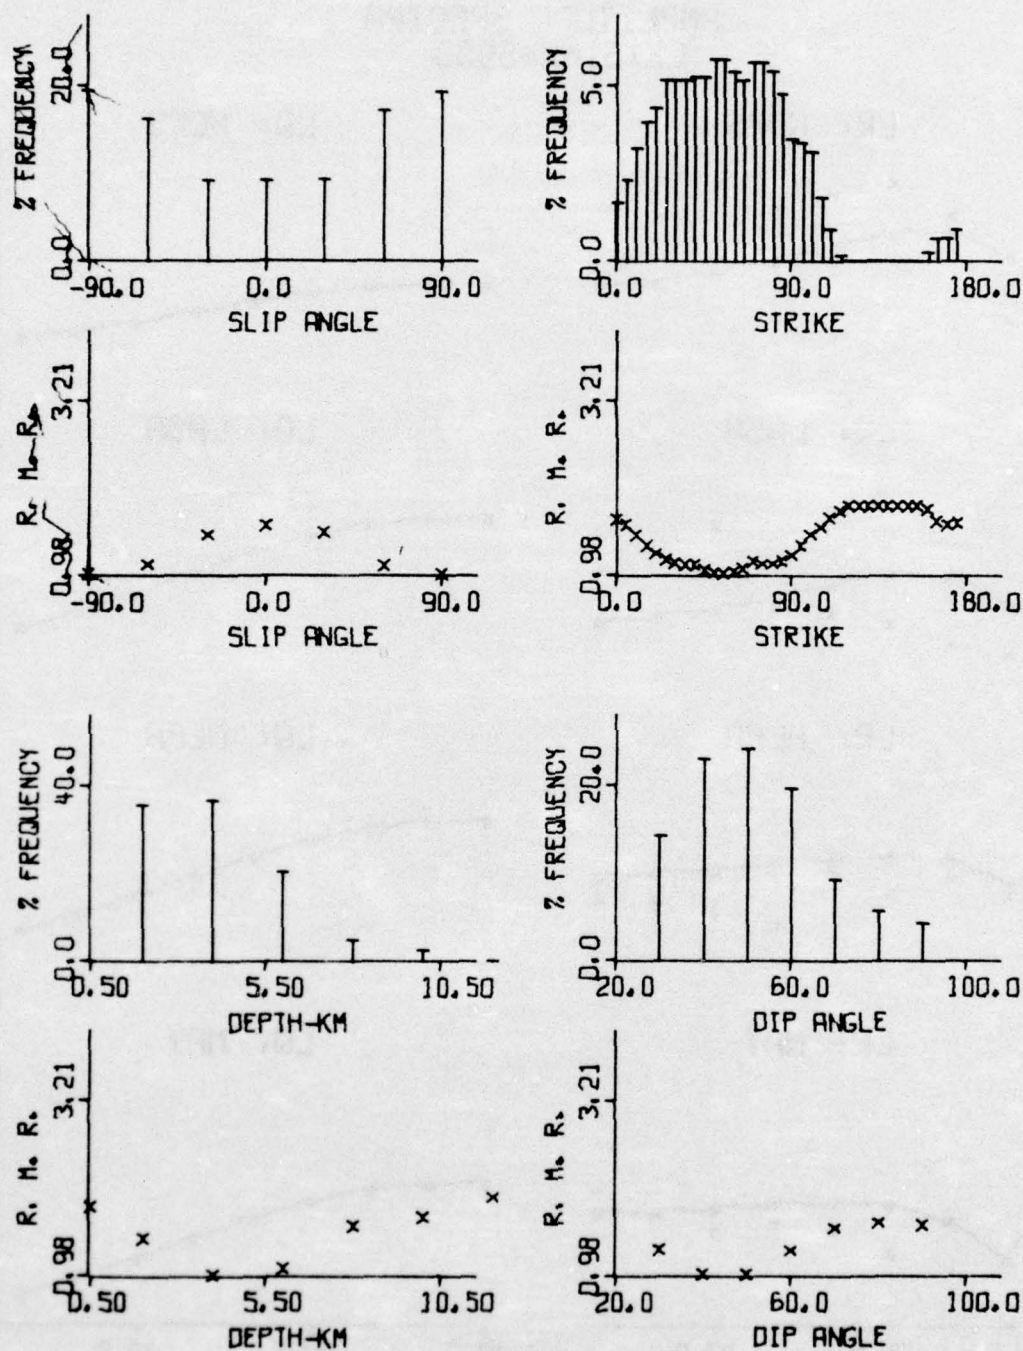 % FREQUENCY
20.0
0.0
-90.0 0.0 90.0
SLIP ANGLE
% FREQUENCY
5.0
0.0
0.0 90.0 180.0
STRIKE
R. M. R.
3.21
0.98
-90.0 0.0 90.0
SLIP ANGLE
R. M. R.
3.21
0.98
0.0 90.0 180.0
STRIKE
% FREQUENCY
40.0
0.0
0.50 5.50 10.50
DEPTH-KM
% FREQUENCY
20.0
0.0
20.0 60.0 100.0
DIP ANGLE
R. M. R.
3.21
0.98
0.50 5.50 10.50
DEPTH-KM
R. M. R.
3.21
0.98
20.0 60.0 100.0
DIP ANGLE